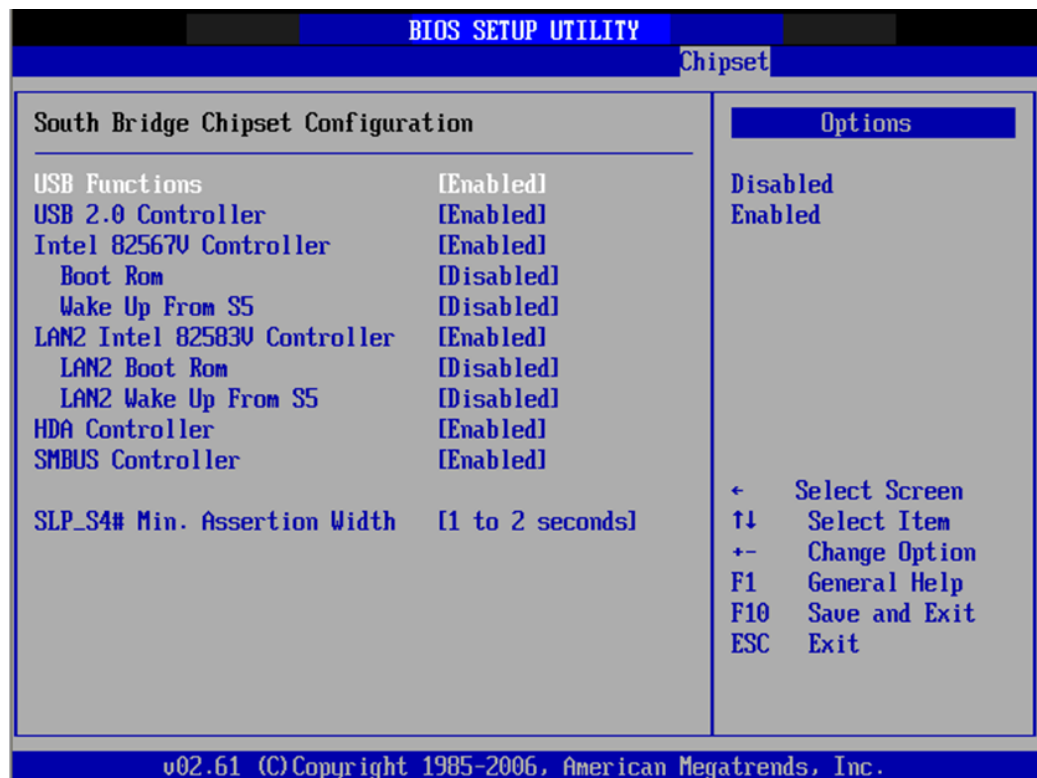 BIOS SETUP UTILITY
Chipset
South Bridge Chipset Configuration
USB Functions [Enabled]
USB 2.0 Controller [Enabled]
Intel 82567V Controller [Enabled]
Boot Rom [Disabled]
Wake Up From S5 [Disabled]
LAN2 Intel 82583V Controller [Enabled]
LAN2 Boot Rom [Disabled]
LAN2 Wake Up From S5 [Disabled]
HDA Controller [Enabled]
SMBUS Controller [Enabled]
SLP_S4# Min. Assertion Width [1 to 2 seconds]
Options
Disabled
Enabled
← Select Screen
↑↓ Select Item
+- Change Option
F1 General Help
F10 Save and Exit
ESC Exit
v02.61 (C)Copyright 1985-2006, American Megatrends, Inc.